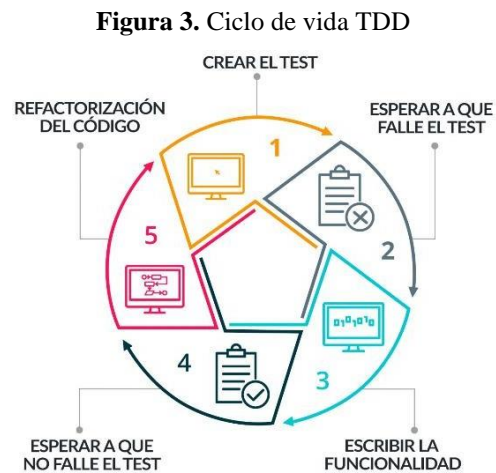 Figura 3. Ciclo de vida TDD
CREAR EL TEST
REFACTORIZACIÓN
DEL CÓDIGO
ESPERAR A QUE
FALLE EL TEST
1
5
2
01010
4
3
ESPERAR A QUE
NO FALLE EL TEST
ESCRIBIR LA
FUNCIONALIDAD